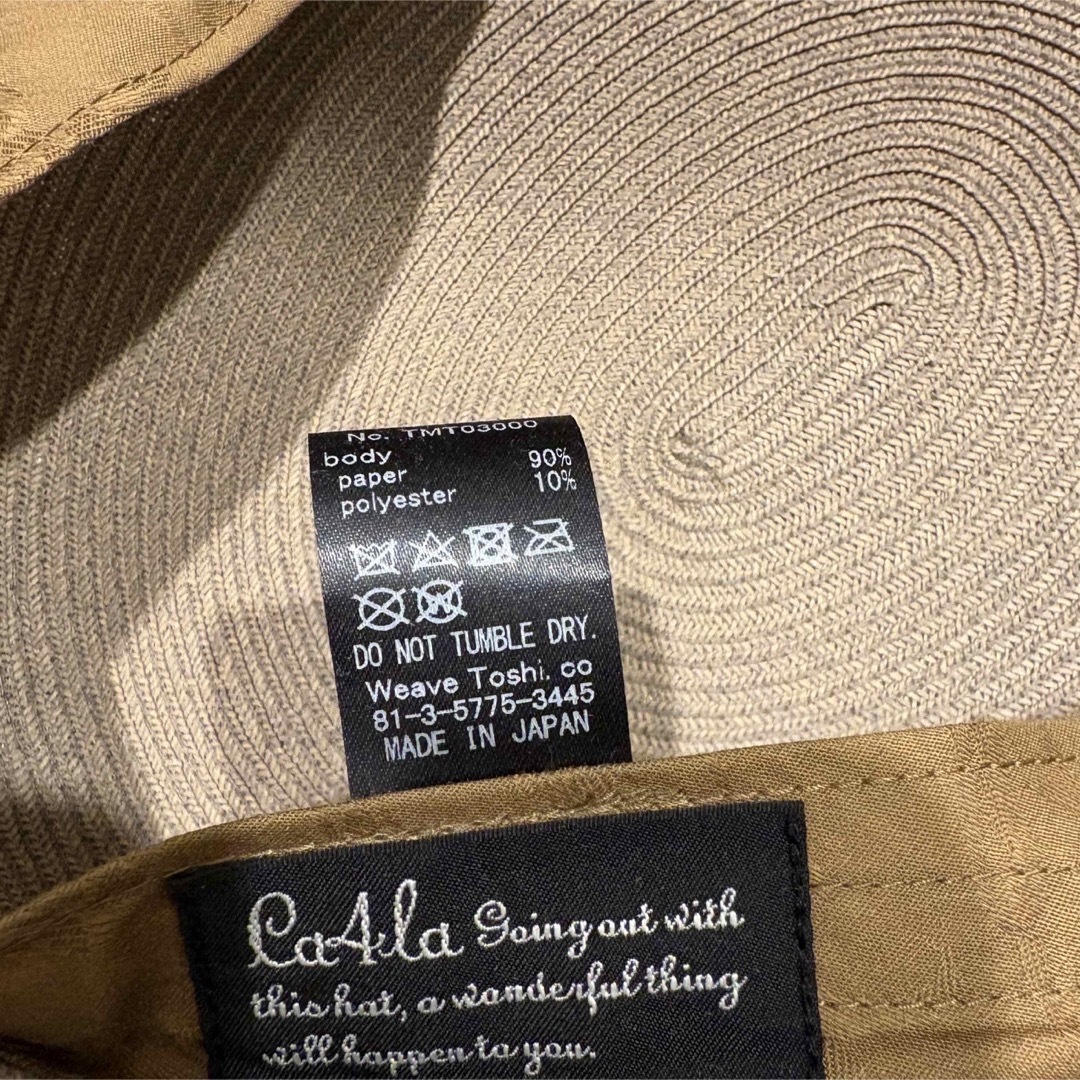 No. TMT03000
body
paper 90%
polyester 10%
W
DO NOT TUMBLE DRY.
Weave Toshi. co
81-3-5775-3445
MADE IN JAPAN
Ca4la Going out with
this hat, a wonderful thing
will happen to you.